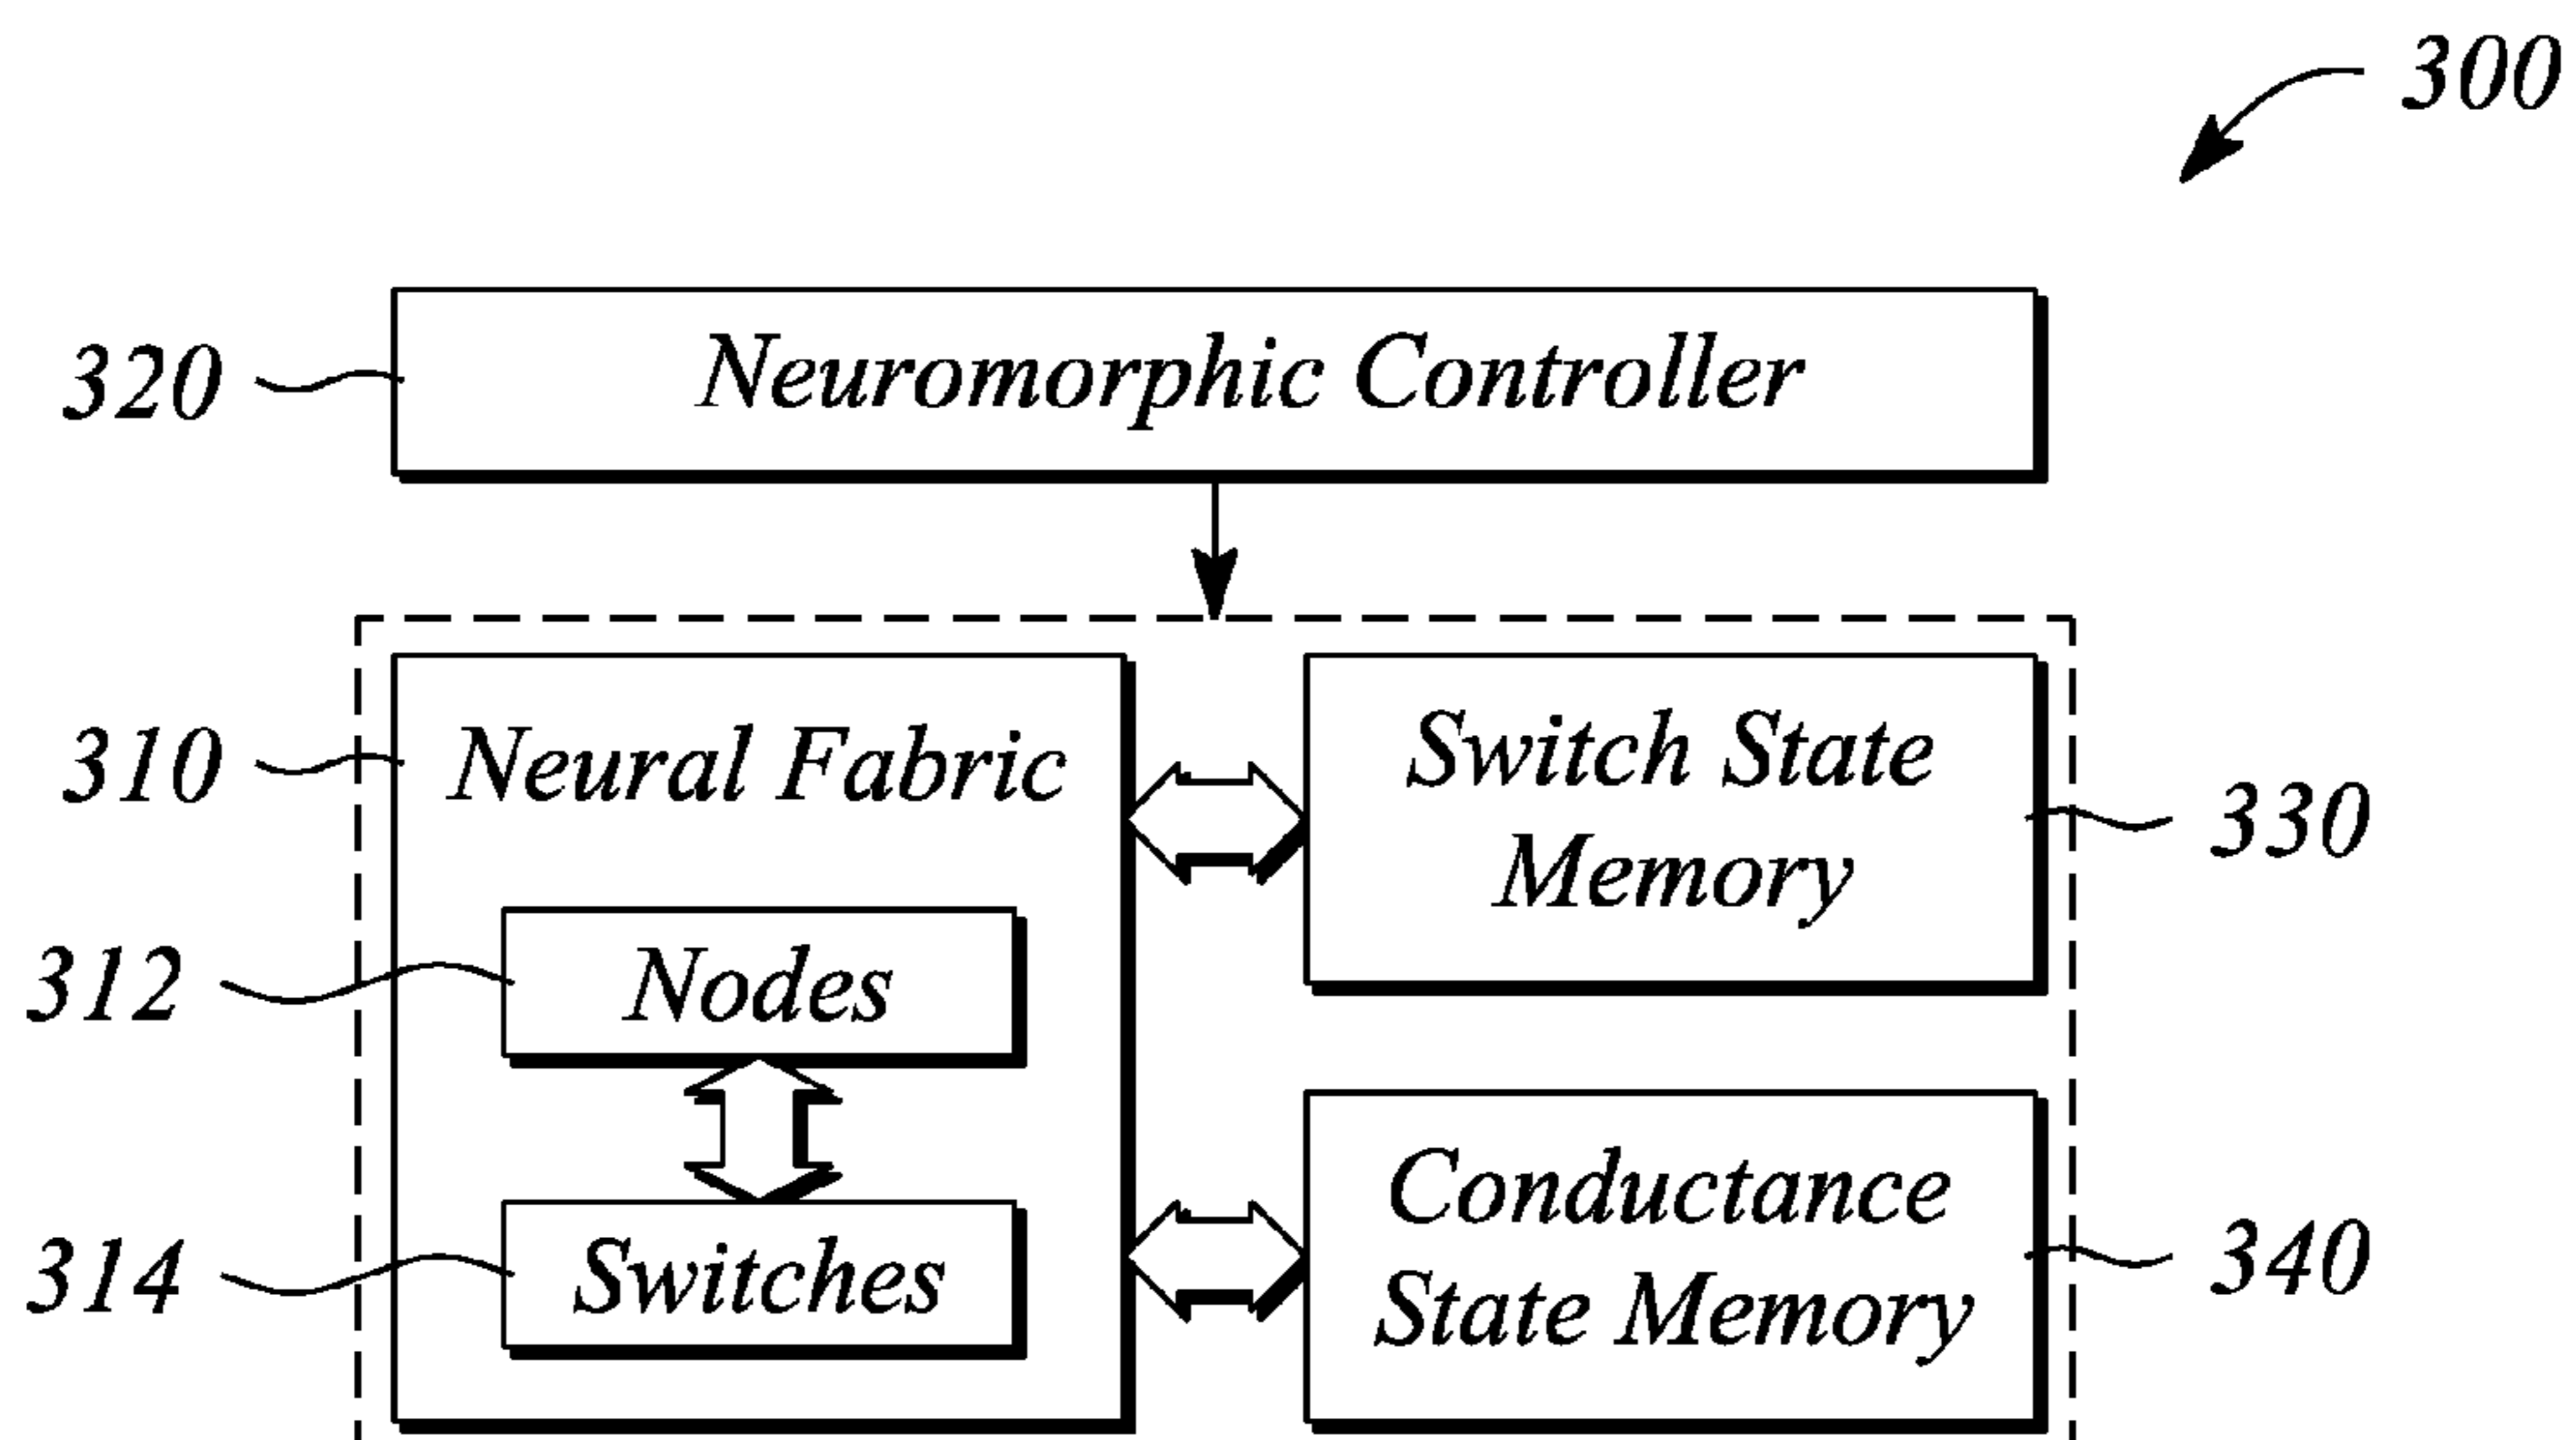 300
320
Neuromorphic Controller
310
Neural Fabric
Switch State
Memory
330
312
Nodes
314
Switches
Conductance
State Memory
340